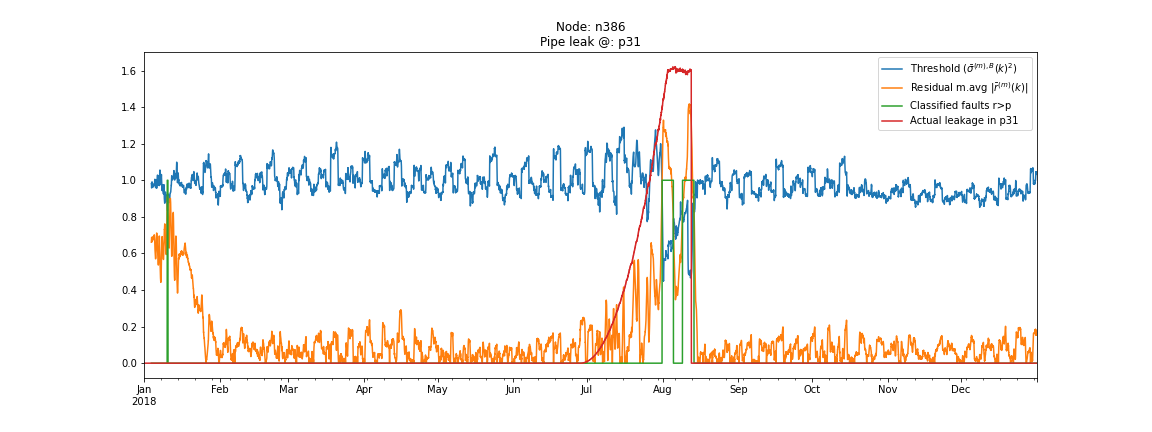 Node: n386
Pipe leak @: p31
Threshold (σ̄⁽ᵐ⁾,ᴮ(k)²)
Residual m.avg |r̄⁽ᵐ⁾(k)|
Classified faults r>p
Actual leakage in p31
1.6
1.4
1.2
1.0
0.8
0.6
0.4
0.2
0.0
Jan Feb Mar Apr May Jun Jul Aug Sep Oct Nov Dec
2018